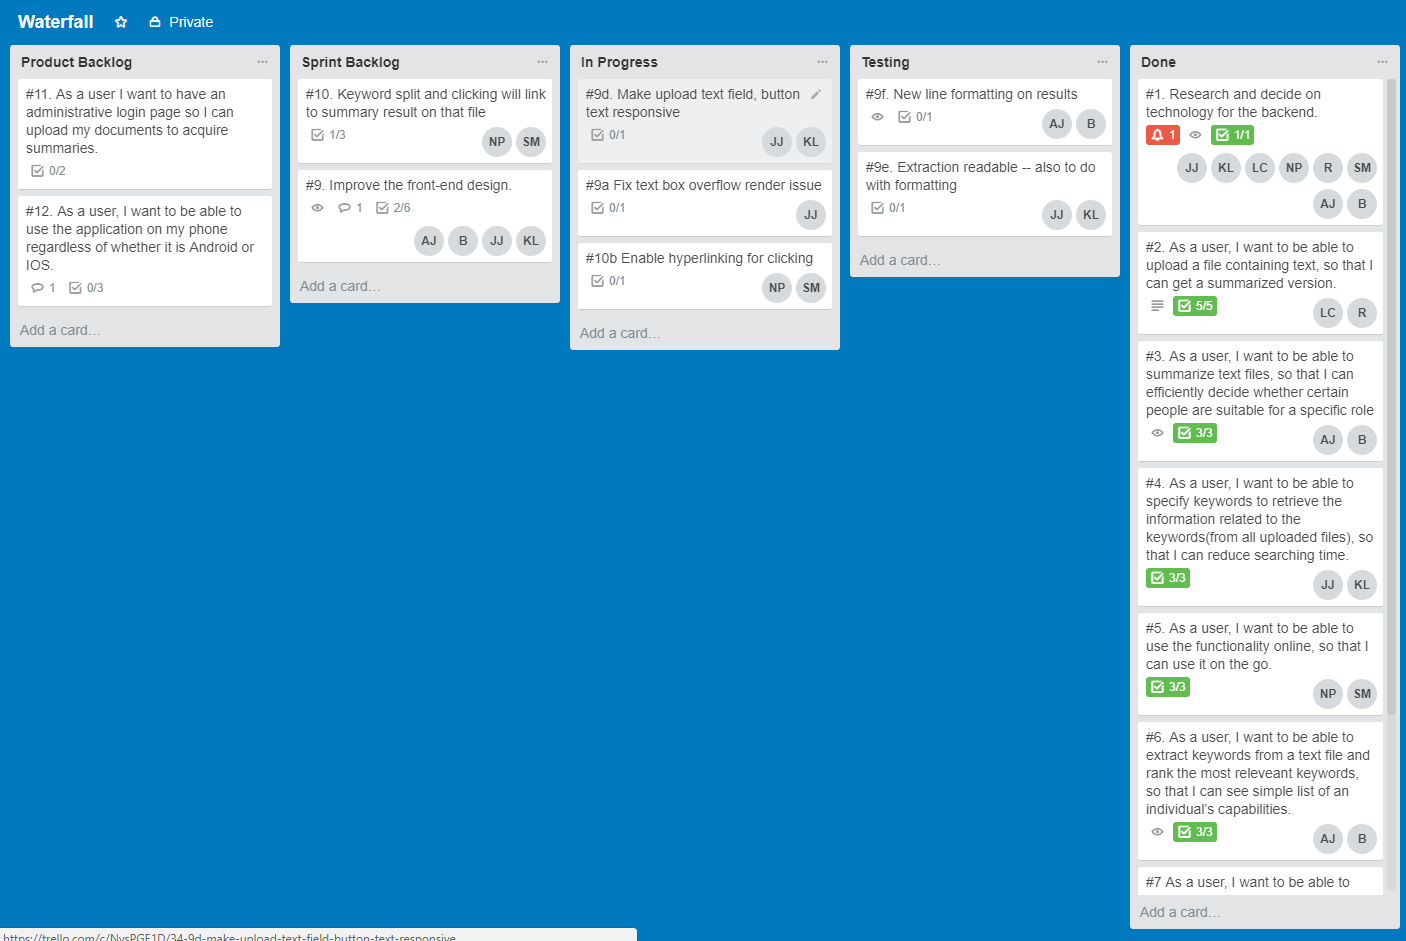 Waterfall
Private
Product Backlog
#11. As a user I want to have an
administrative login page so I can
upload my documents to acquire
summaries.
0/2
#12. As a user, I want to be able to
use the application on my phone
regardless of whether it is Android or
IOS.
1 0/3
Add a card…
Sprint Backlog
#10. Keyword split and clicking will link
to summary result on that file
1/3
NP SM
#9. Improve the front-end design.
1 2/6
AJ B JJ KL
Add a card…
In Progress
#9d. Make upload text field, button
text responsive
0/1
JJ KL
#9a Fix text box overflow render issue
0/1
JJ
#10b Enable hyperlinking for clicking
0/1
NP SM
Add a card…
Testing
#9f. New line formatting on results
0/1
AJ B
#9e. Extraction readable -- also to do
with formatting
0/1
JJ KL
Add a card…
Done
#1. Research and decide on
technology for the backend.
1 1/1
JJ KL LC NP R SM
AJ B
#2. As a user, I want to be able to
upload a file containing text, so that I
can get a summarized version.
5/5
LC R
#3. As a user, I want to be able to
summarize text files, so that I can
efficiently decide whether certain
people are suitable for a specific role
3/3
AJ B
#4. As a user, I want to be able to
specify keywords to retrieve the
information related to the
keywords(from all uploaded files), so
that I can reduce searching time.
3/3
JJ KL
#5. As a user, I want to be able to
use the functionality online, so that I
can use it on the go.
3/3
NP SM
#6. As a user, I want to be able to
extract keywords from a text file and
rank the most releveant keywords,
so that I can see simple list of an
individual's capabilities.
3/3
AJ B
#7 As a user, I want to be able to
Add a card…
https://trello.com/c/NysPGF1D/34-9d-make-upload-text-field-button-text-responsive